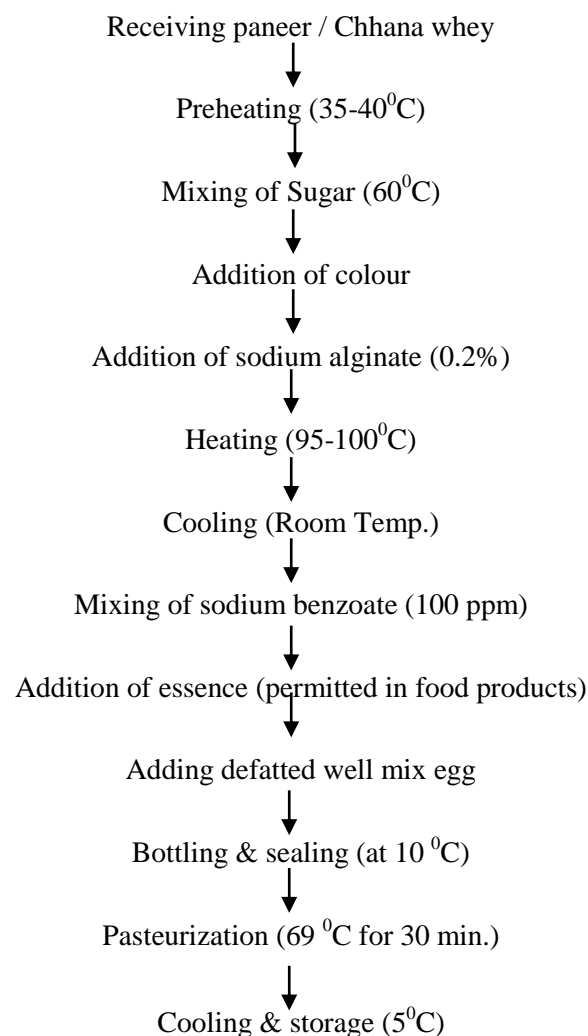 Receiving paneer / Chhana whey
Preheating (35-40⁰C)
Mixing of Sugar (60⁰C)
Addition of colour
Addition of sodium alginate (0.2%)
Heating (95-100⁰C)
Cooling (Room Temp.)
Mixing of sodium benzoate (100 ppm)
Addition of essence (permitted in food products)
Adding defatted well mix egg
Bottling & sealing (at 10 ⁰C)
Pasteurization (69 ⁰C for 30 min.)
Cooling & storage (5⁰C)